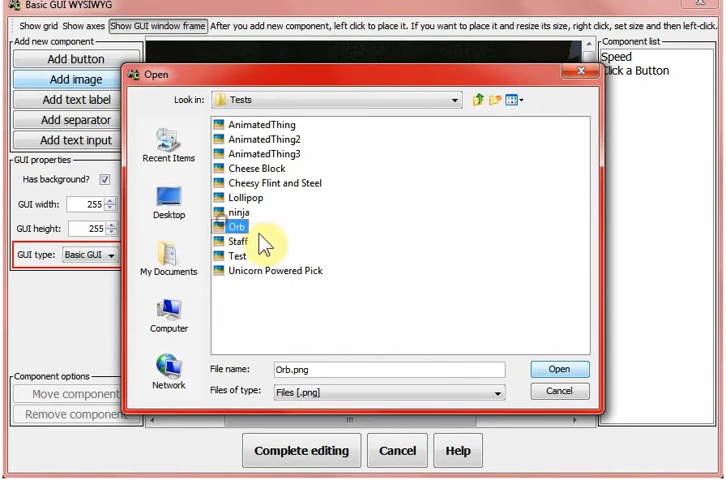 Basic GUI WYSIWYG
Show grid Show axes Show GUI window frame After you add new component, left click to place it. If you want to place it and resize its size, right click, set size and then left-click.
Add new component
Add button
Add image
Add text label
Add separator
Add text input
GUI properties
Has background?
GUI width: 255
GUI height: 255
GUI type: Basic GUI
Component options
Move component
Remove component
Open
Look in: Tests
Recent Items
Desktop
My Documents
Computer
Network
AnimatedThing
AnimatedThing2
AnimatedThing3
Cheese Block
Cheesy Flint and Steel
Lollipop
ninja
Orb
Staff
Test
Unicorn Powered Pick
File name: Orb.png Open
Files of type: Files [.png] Cancel
Component list
Speed
Click a Button
Complete editing Cancel Help